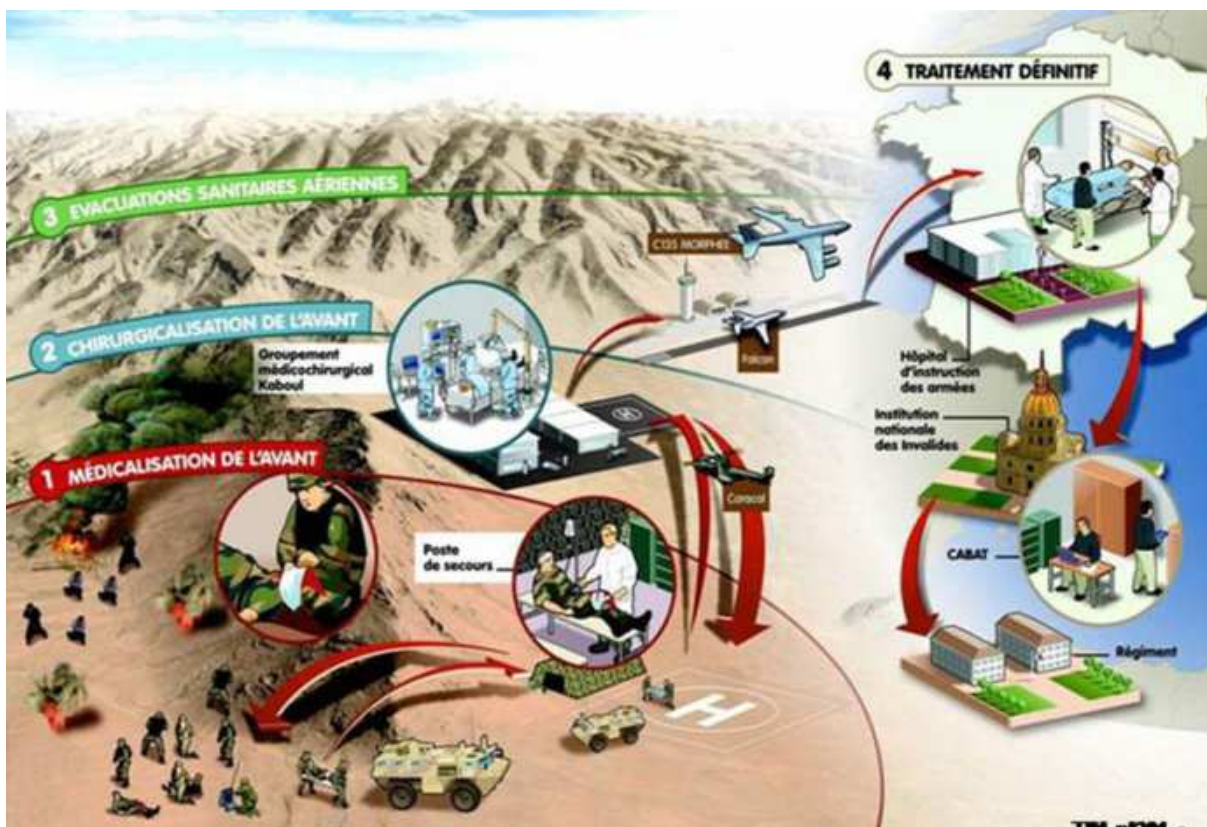 4 TRAITEMENT DÉFINITIF
3 EVACUATIONS SANITAIRES AÉRIENNES
C135 MORPHEE
2 CHIRURGICALISATION DE L'AVANT
Groupement
médicochirurgical
Kaboul
Falcon
Hôpital
d'instruction
des armées
Institution
nationale
des Invalides
1 MÉDICALISATION DE L'AVANT
Caracal
Poste
de secours
CABAT
Régiment
H
H